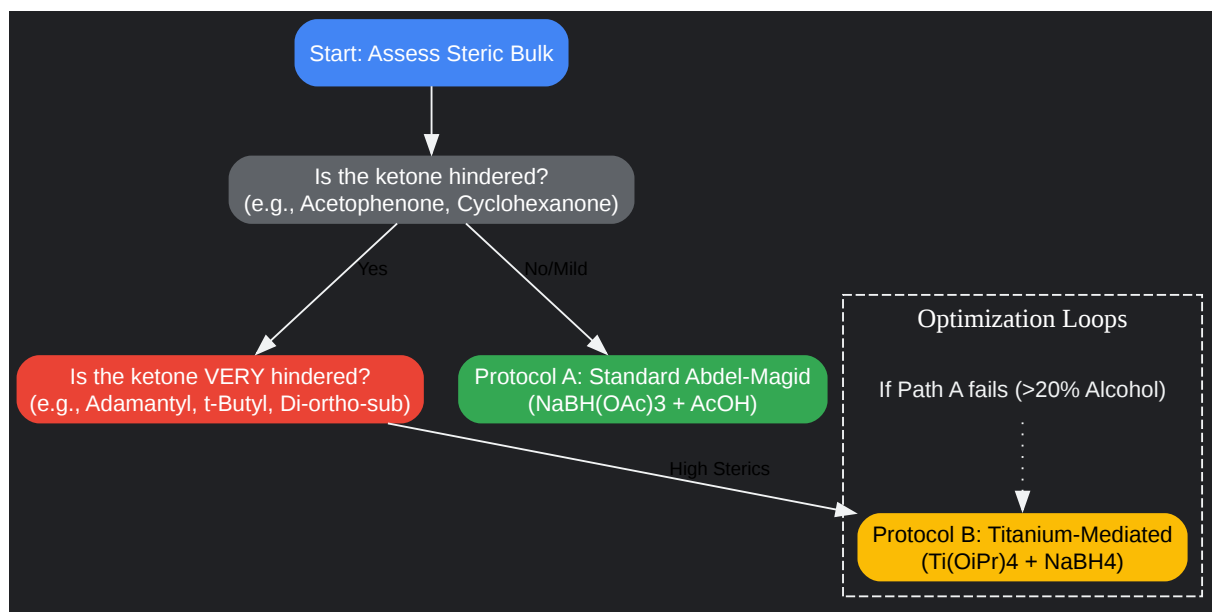 Start: Assess Steric Bulk
Is the ketone hindered?
(e.g., Acetophenone, Cyclohexanone)
Yes
No/Mild
Optimization Loops
Is the ketone VERY hindered?
(e.g., Adamantyl, t-Butyl, Di-ortho-sub)
Protocol A: Standard Abdel-Magid
(NaBH(OAc)3 + AcOH)
If Path A fails (>20% Alcohol)
High Sterics
Protocol B: Titanium-Mediated
(Ti(OiPr)4 + NaBH4)